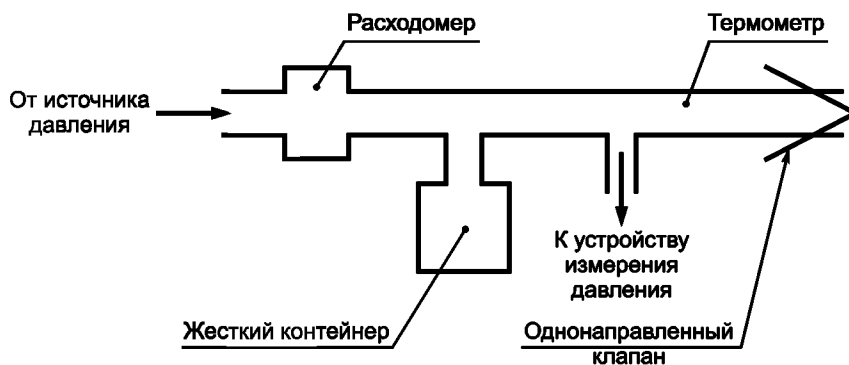 Расходомер
Термометр
От источника
давления
К устройству
измерения
давления
Жесткий контейнер
Однонаправленный
клапан